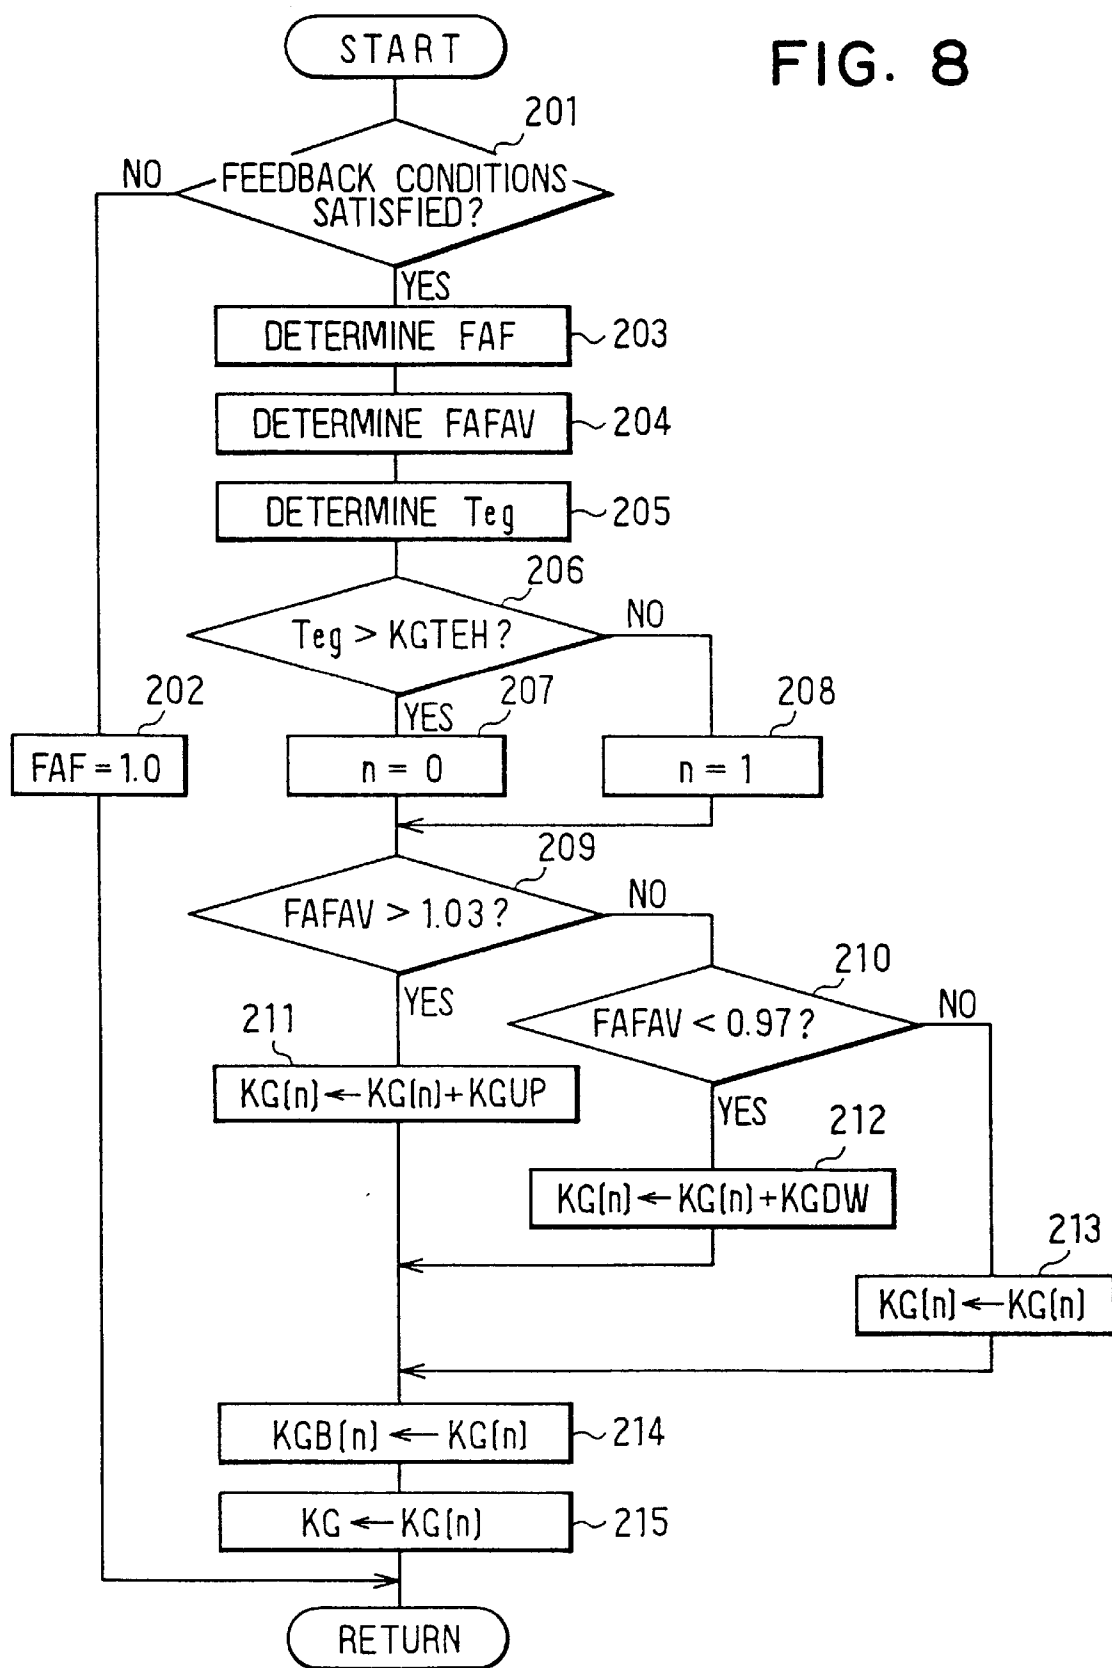 START
FIG. 8
201
NO
FEEDBACK CONDITIONS
SATISFIED?
YES
DETERMINE FAF
203
DETERMINE FAFAV
204
DETERMINE Teg
205
206
Teg > KGTEH?
NO
YES
202
207
208
FAF = 1.0
n = 0
n = 1
209
FAFAV > 1.03?
NO
YES
210
FAFAV < 0.97?
NO
211
KG(n) ← KG(n)+KGUP
YES
212
KG(n) ← KG(n)+KGDW
213
KG(n) ← KG(n)
KGB(n) ← KG(n)
214
KG ← KG(n)
215
RETURN